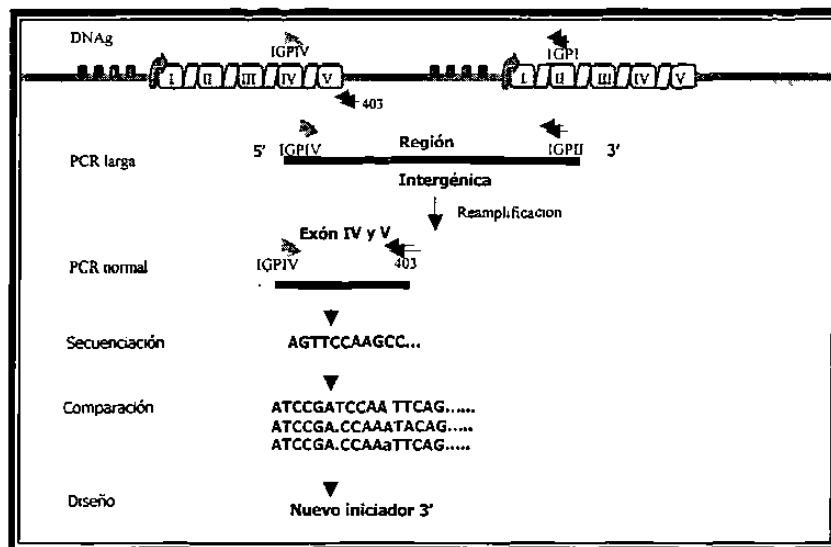 DNAg
IGPIV
IGPI
I II III IV V
I II III IV V
403
PCR larga
5' IGPIV
Región
IGPII 3'
Intergénica
Reamplificacion
Exón IV y V
PCR normal
IGPIV
403
Secuenciación
AGTTCCAAGCC...
Comparación
ATCCGATCCAA TTCAG......
ATCCGA.CCAAATACAG.....
ATCCGA.CCAAaTTCAG.....
Diseño
Nuevo iniciador 3'